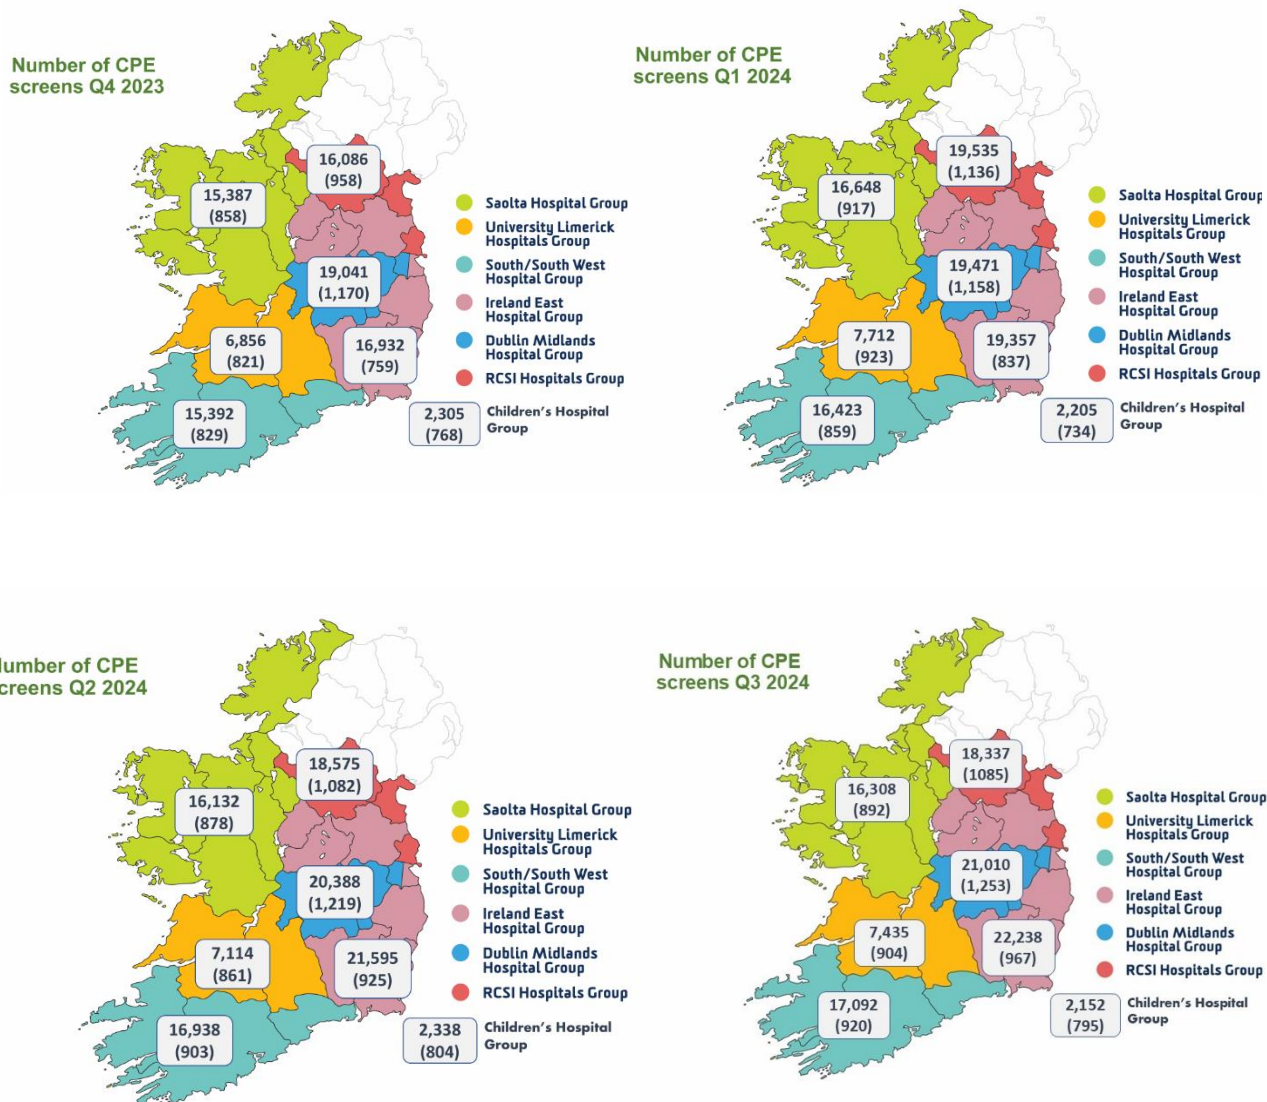 Number of CPE
screens Q4 2023
16,086
(958)
15,387
(858)
19,041
(1,170)
6,856
(821)
16,932
(759)
15,392
(829)
2,305
(768)
Saolta Hospital Group
University Limerick
Hospitals Group
South/South West
Hospital Group
Ireland East
Hospital Group
Dublin Midlands
Hospital Group
RCSI Hospitals Group
Children's Hospital
Group
Number of CPE
screens Q1 2024
19,535
(1,136)
16,648
(917)
19,471
(1,158)
7,712
(923)
19,357
(837)
16,423
(859)
2,205
(734)
Saolta Hospital Group
University Limerick
Hospitals Group
South/South West
Hospital Group
Ireland East
Hospital Group
Dublin Midlands
Hospital Group
RCSI Hospitals Group
Children's Hospital
Group
Number of CPE
screens Q2 2024
18,575
(1,082)
16,132
(878)
20,388
(1,219)
7,114
(861)
21,595
(925)
16,938
(903)
2,338
(804)
Saolta Hospital Group
University Limerick
Hospitals Group
South/South West
Hospital Group
Ireland East
Hospital Group
Dublin Midlands
Hospital Group
RCSI Hospitals Group
Children's Hospital
Group
Number of CPE
screens Q3 2024
18,337
(1085)
16,308
(892)
21,010
(1,253)
7,435
(904)
22,238
(967)
17,092
(920)
2,152
(795)
Saolta Hospital Group
University Limerick
Hospitals Group
South/South West
Hospital Group
Ireland East
Hospital Group
Dublin Midlands
Hospital Group
RCSI Hospitals Group
Children's Hospital
Group